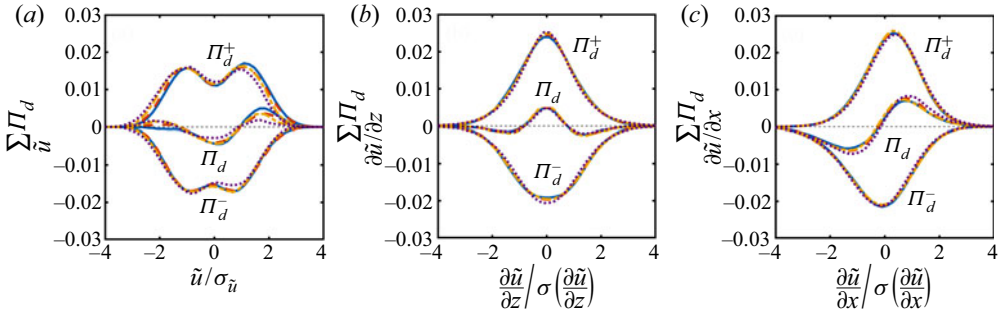 (a) (b) (c)
0.03 0.03 0.03
0.02 0.02 0.02
0.01 0.01 0.01
0 0 0
–0.01 –0.01 –0.01
–0.02 –0.02 –0.02
–0.03 0.03 0.03
–4 –2 0 2 4 –4 –2 0 2 4 –4 –2 0 2 4
Π_d^+ Π_d^+ Π_d^+
Π_d Π_d Π_d
Π_d^– Π_d^– Π_d^–
∑_ũ Π_d ∑_{∂ũ/∂z} Π_d ∑_{∂ũ/∂x} Π_d
ũ/σ_ũ ∂ũ/∂z / σ(∂ũ/∂z) ∂ũ/∂x / σ(∂ũ/∂x)